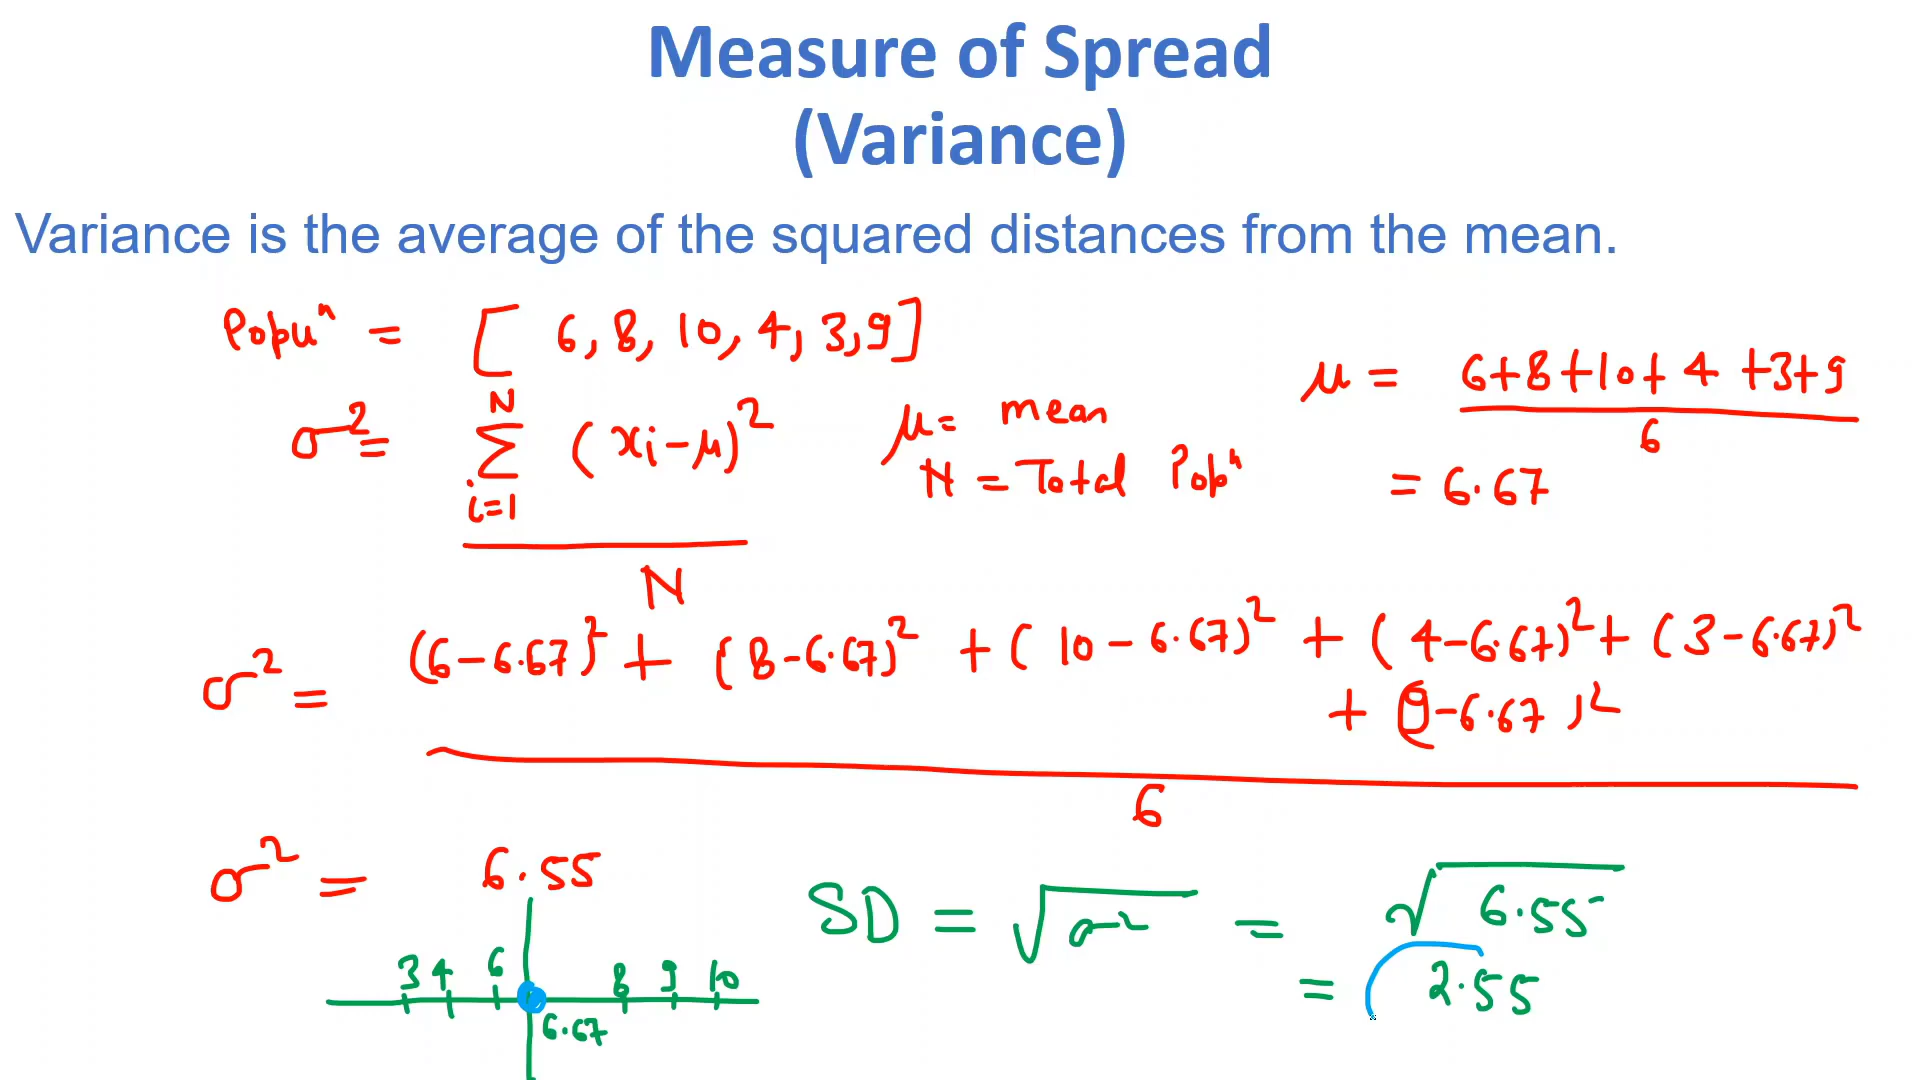 Measure of Spread
(Variance)
Variance is the average of the squared distances from the mean.
Popuⁿ = [ 6, 8, 10, 4, 3, 9]
μ = 6+8+10+4+3+9
6
= 6.67
σ² = N ∑ i=1 (xi-μ)²
N
μ = mean
N = Total Popⁿ
σ² = (6-6.67)² + (8-6.67)² + (10-6.67)² + (4-6.67)² + (3-6.67)²
+ (9-6.67)²
6
σ² = 6.55
SD = √σ² = √6.55
= 2.55
3 4 6 8 9 10
6.67